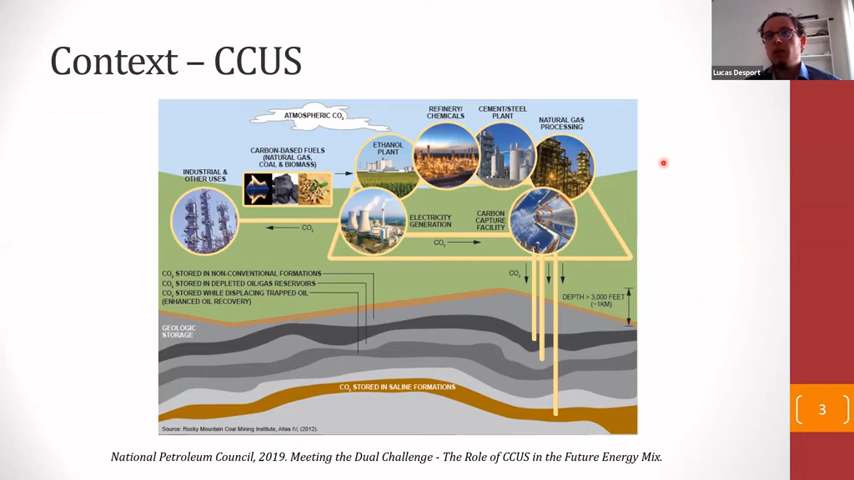 Context – CCUS
Lucas Desport
ATMOSPHERIC CO₂
REFINERY/
CHEMICALS
CEMENT/STEEL
PLANT
NATURAL GAS
PROCESSING
ETHANOL
PLANT
CARBON-BASED FUELS
(NATURAL GAS,
COAL & BIOMASS)
INDUSTRIAL &
OTHER USES
ELECTRICITY
GENERATION
CARBON
CAPTURE
FACILITY
CO₂
CO₂
CO₂
DEPTH > 3,000 FEET
(~1KM)
CO₂ STORED IN NON-CONVENTIONAL FORMATIONS
CO₂ STORED IN DEPLETED OIL/GAS RESERVOIRS
CO₂ STORED WHILE DISPLACING TRAPPED OIL
(ENHANCED OIL RECOVERY)
GEOLOGIC
STORAGE
CO₂ STORED IN SALINE FORMATIONS
Source: Rocky Mountain Coal Mining Institute, Atlas IV, (2012).
3
National Petroleum Council, 2019. Meeting the Dual Challenge - The Role of CCUS in the Future Energy Mix.